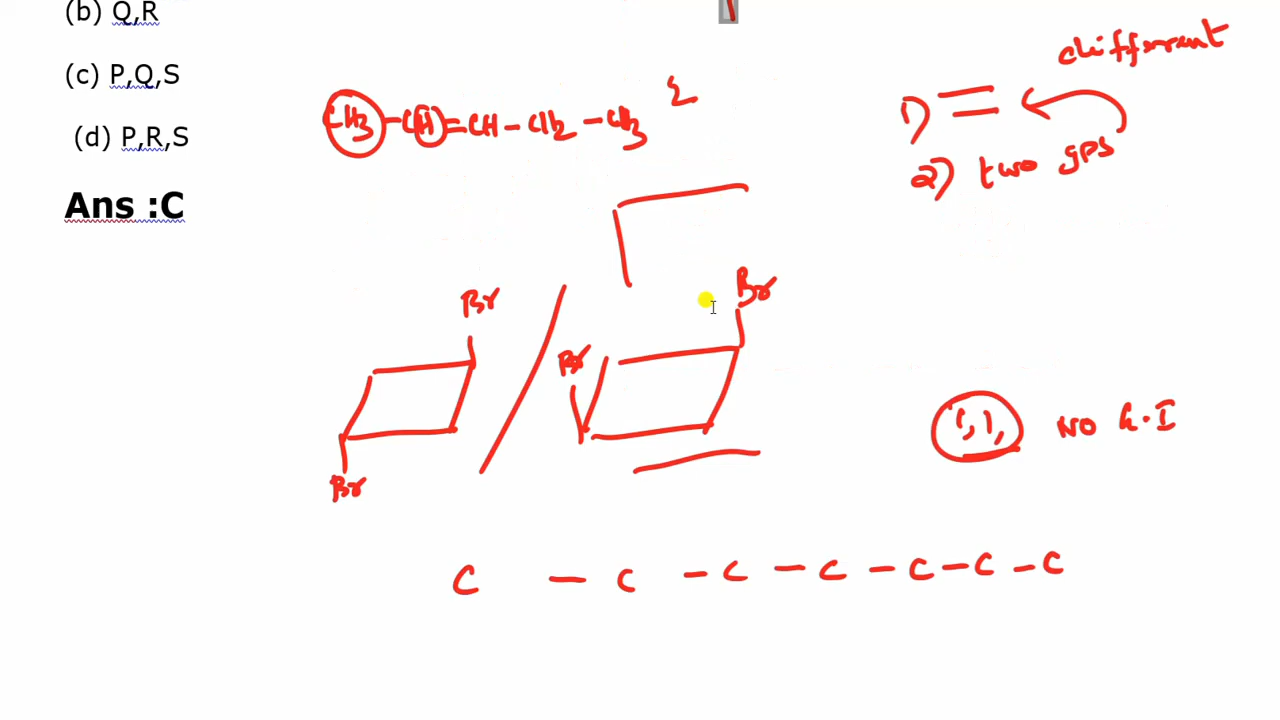 (b) Q,R
(c) P,Q,S
(d) P,R,S
Ans :C
CH3-CH=CH-CH2-CH3 2
different
1) =
2) two gps
Br
Br
Br
Br
1,1, NO G.I
C - C - C - C - C - C - C